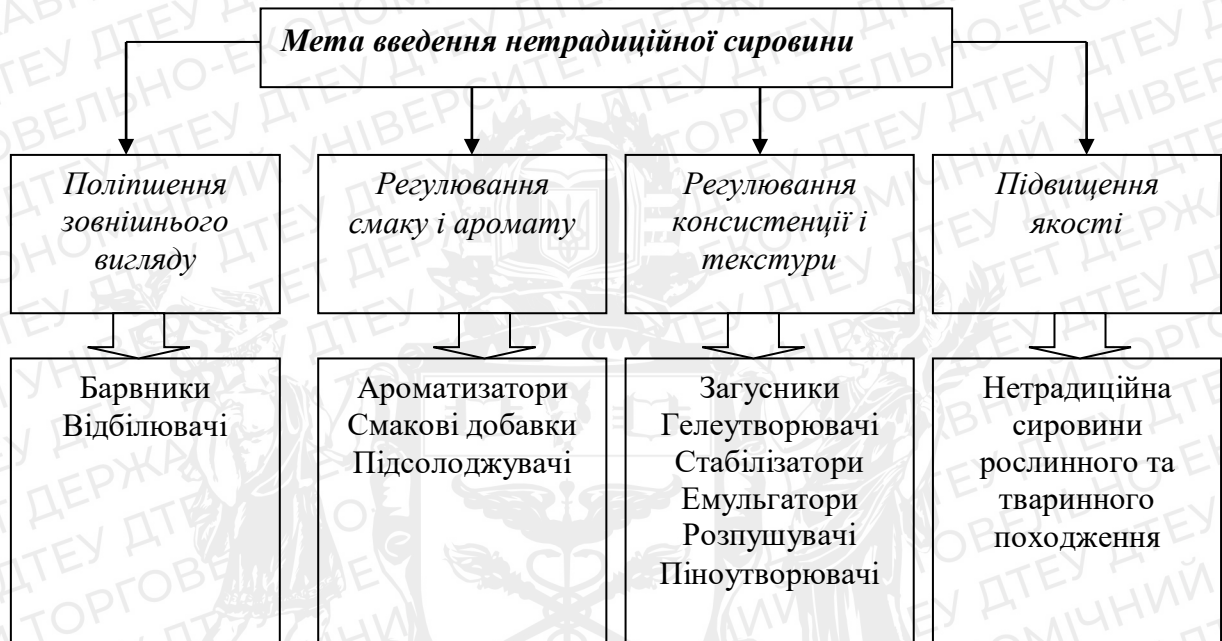 Мета введення нетрадиційної сировини
Поліпшення
зовнішнього
вигляду
Регулювання
смаку і аромату
Регулювання
консистенції і
текстури
Підвищення
якості
Барвники
Відбілювачі
Ароматизатори
Смакові добавки
Підсолоджувачі
Загусники
Гелеутворювачі
Стабілізатори
Емульгатори
Розпушувачі
Піноутворювачі
Нетрадиційна
сировини
рослинного та
тваринного
походження